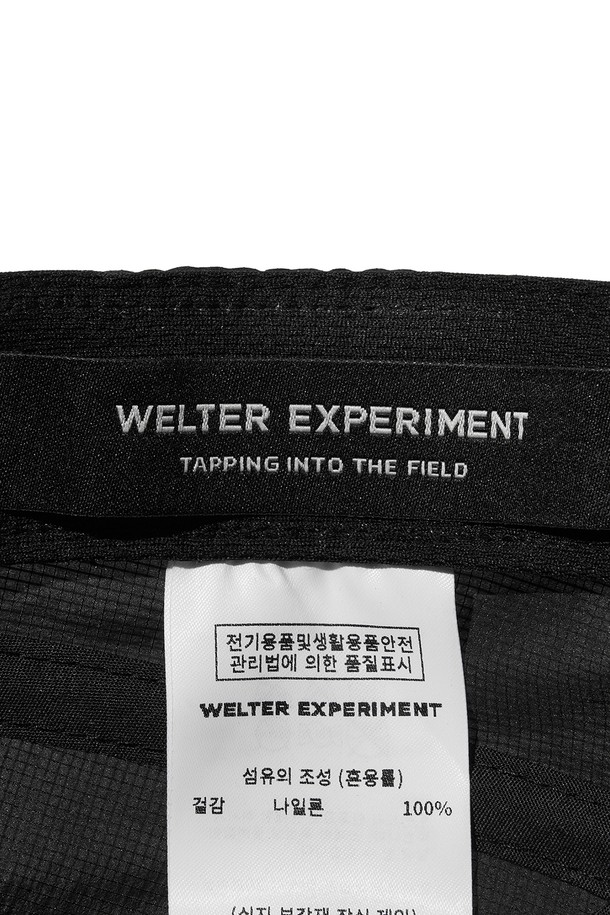 WELTER EXPERIMENT
TAPPING INTO THE FIELD
전기용품및생활용품안전
관리법에 의한 품질표시
WELTER EXPERIMENT
섬유의 조성 (혼용률)
겉감 나일론 100%